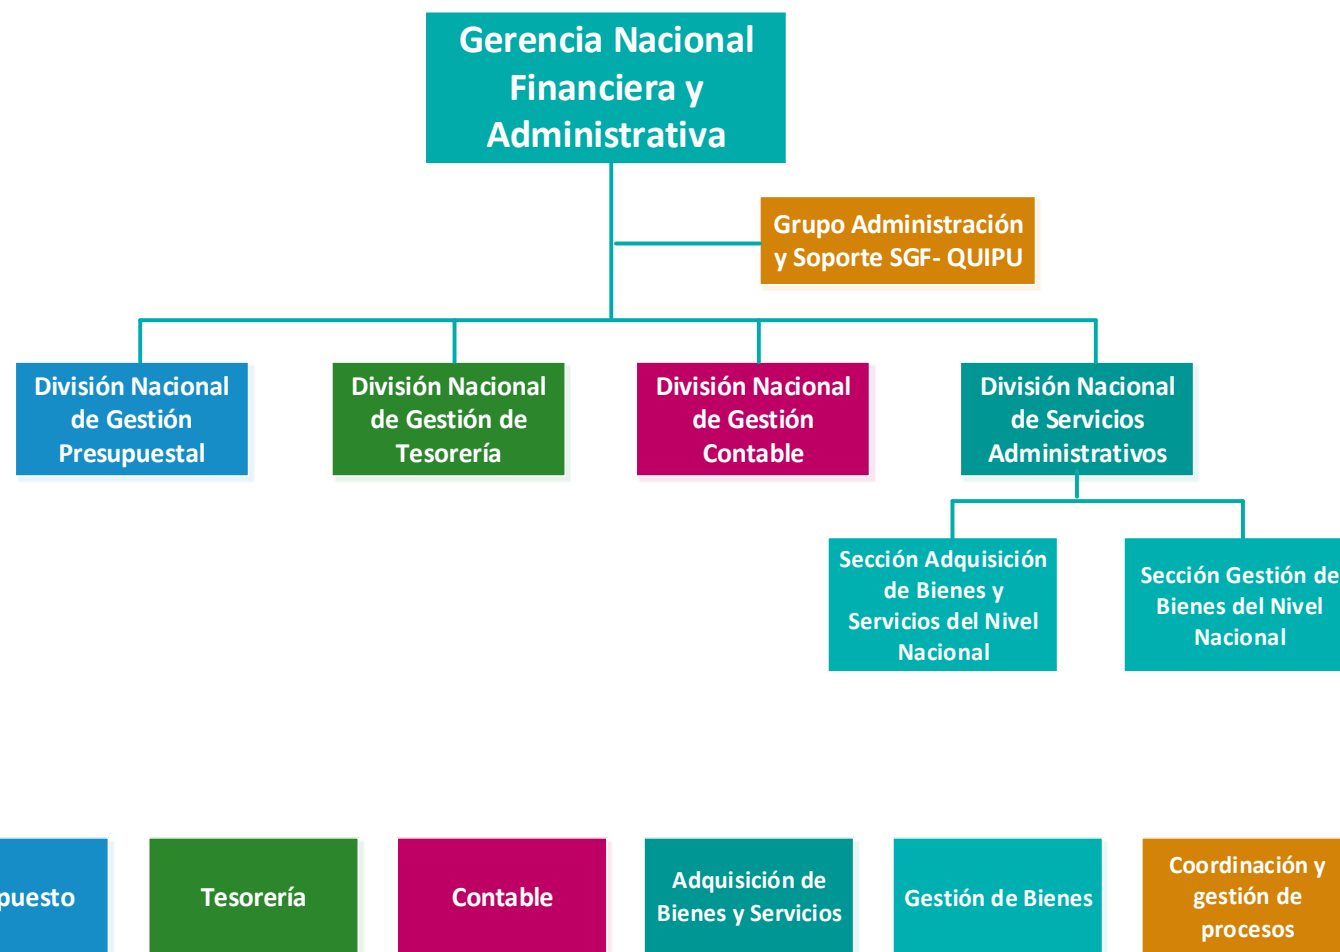 Gerencia Nacional
Financiera y
Administrativa
Grupo Administración
y Soporte SGF- QUIPU
División Nacional
de Gestión
Presupuestal
División Nacional
de Gestión de
Tesorería
División Nacional
de Gestión
Contable
División Nacional
de Servicios
Administrativos
Sección Adquisición
de Bienes y
Servicios del Nivel
Nacional
Sección Gestión de
Bienes del Nivel
Nacional
puesto
Tesorería
Contable
Adquisición de
Bienes y Servicios
Gestión de Bienes
Coordinación y
gestión de
procesos